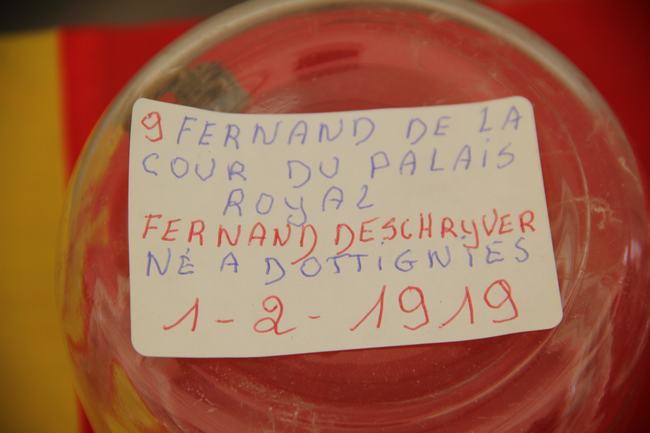 9 FERNAND DE LA
COUR DU PALAIS
ROYAL
FERNAND DESCHRYVER
NÉ A DOTTIGNIES
1-2-1919